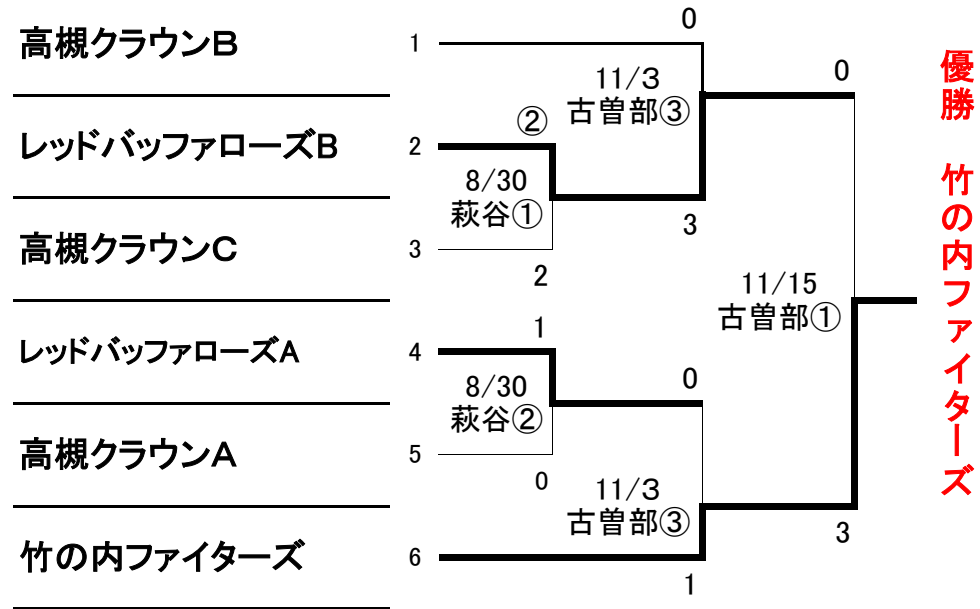 高槻クラウンB
1
0
11/3
古曽部③
0
レッドバッファローズB
2
②
8/30
萩谷①
3
高槻クラウンC
3
2
11/15
古曽部①
レッドバッファローズA
4
1
8/30
萩谷②
0
高槻クラウンA
5
0
11/3
古曽部③
3
竹の内ファイターズ
6
1
優勝 竹の内ファイターズ